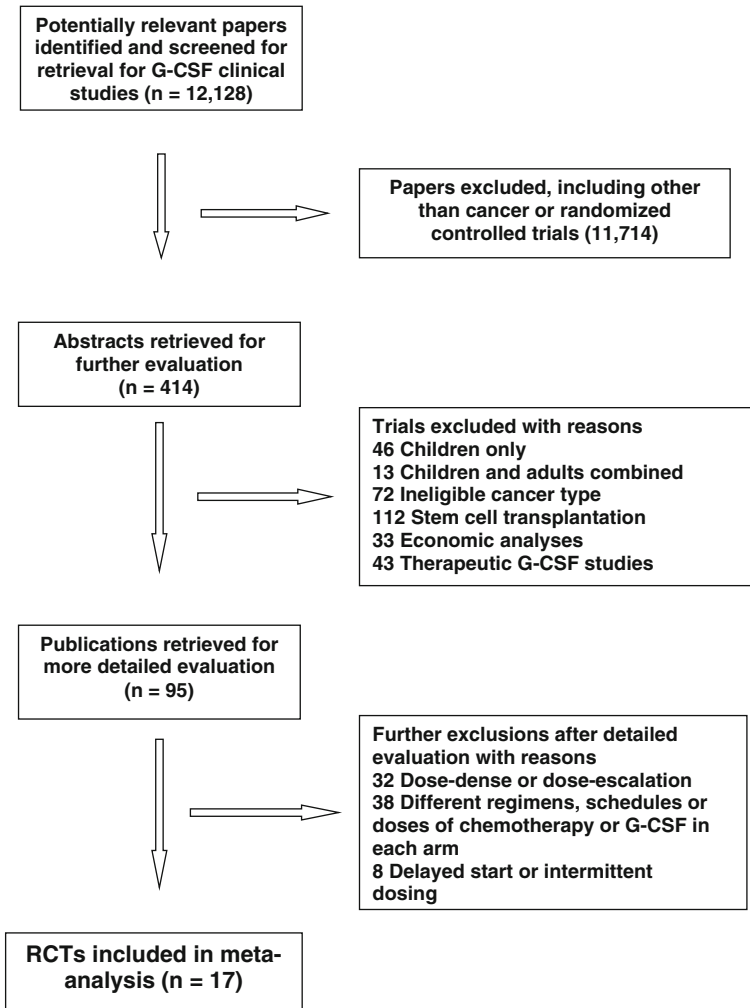 Potentially relevant papers
identified and screened for
retrieval for G-CSF clinical
studies (n = 12,128)
Papers excluded, including other
than cancer or randomized
controlled trials (11,714)
Abstracts retrieved for
further evaluation
(n = 414)
Trials excluded with reasons
46 Children only
13 Children and adults combined
72 Ineligible cancer type
112 Stem cell transplantation
33 Economic analyses
43 Therapeutic G-CSF studies
Publications retrieved for
more detailed evaluation
(n = 95)
Further exclusions after detailed
evaluation with reasons
32 Dose-dense or dose-escalation
38 Different regimens, schedules or
doses of chemotherapy or G-CSF in
each arm
8 Delayed start or intermittent
dosing
RCTs included in meta-
analysis (n = 17)